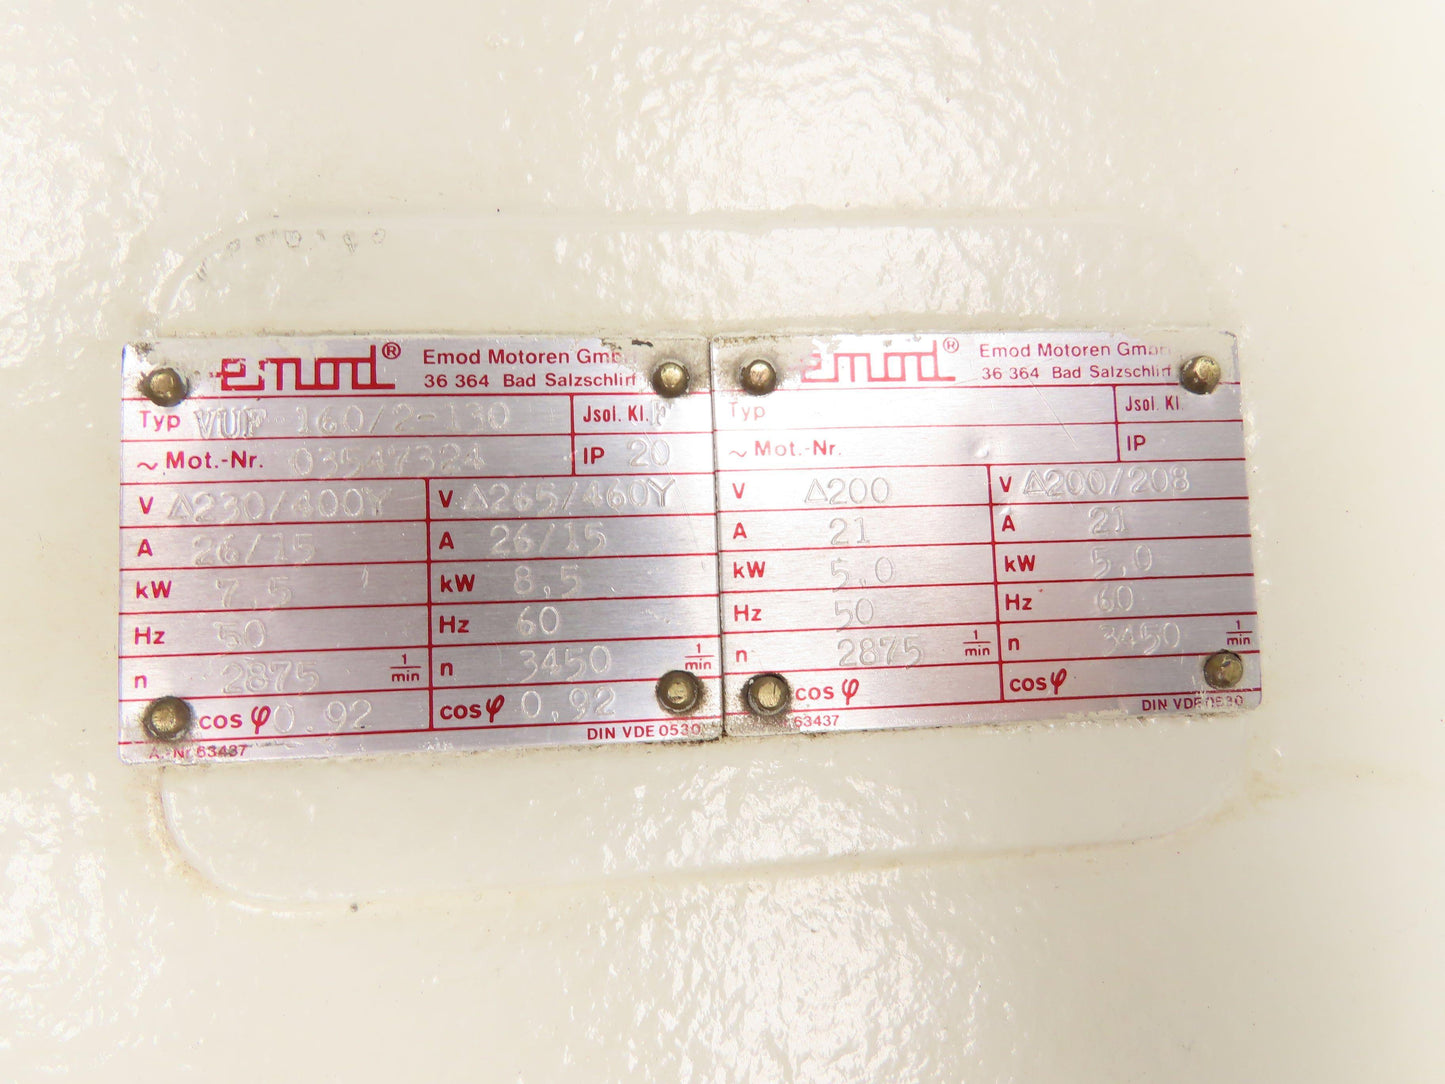 emod® Emod Motoren GmbH
36 364 Bad Salzschlirf
Typ VUF 160/2-130 Jsol. Kl. F
~ Mot.-Nr. 03547324 IP 20
V Δ230/400Y V Δ265/460Y
A 26/15 A 26/15
kW 7,5 kW 8,5
Hz 50 Hz 60
n 2875 1/min n 3450 1/min
cos φ 0.92 cos φ 0,92
A.-Nr. 63437 DIN VDE 0530
emod® Emod Motoren GmbH
36 364 Bad Salzschlirf
Typ Jsol. Kl.
~ Mot.-Nr. IP
V Δ200 V Δ200/208
A 21 A 21
kW 5,0 kW 5,0
Hz 50 Hz 60
n 2875 1/min n 3450 1/min
cos φ cos φ
63437 DIN VDE 0530